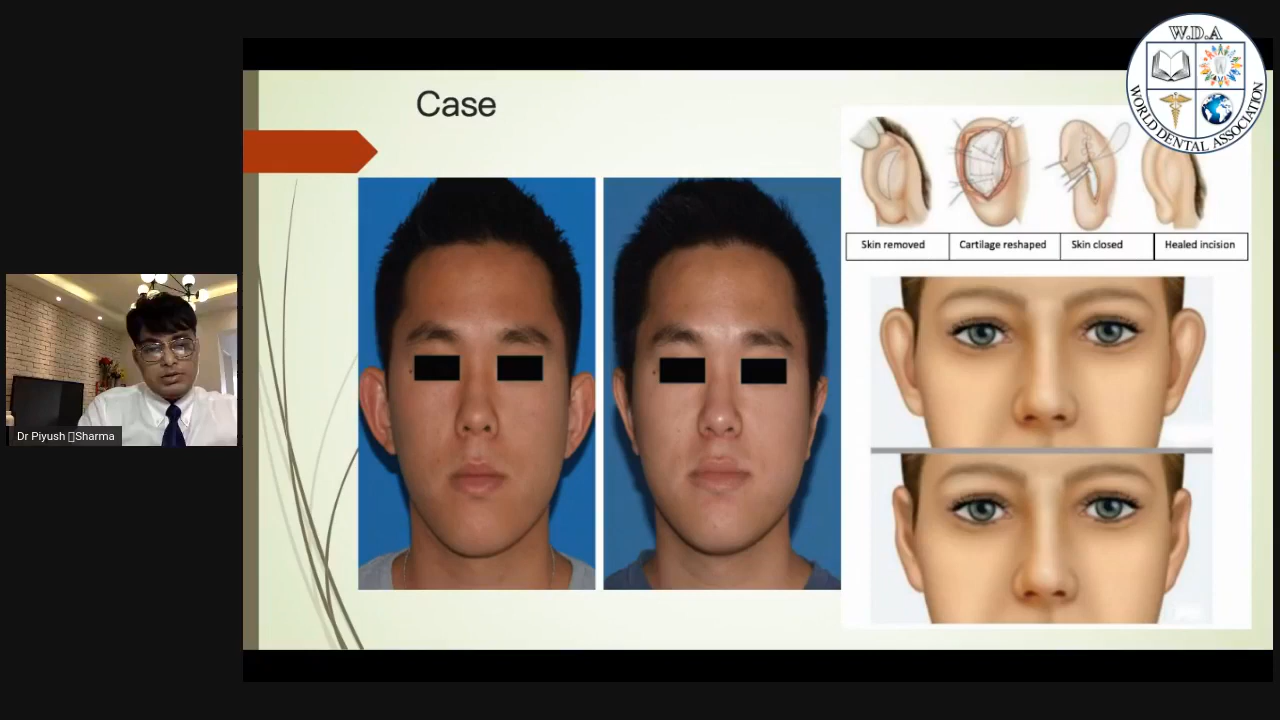 W.D.A
WORLD DENTAL ASSOCIATION
Case
Skin removed
Cartilage reshaped
Skin closed
Healed incision
Dr Piyush ▯Sharma